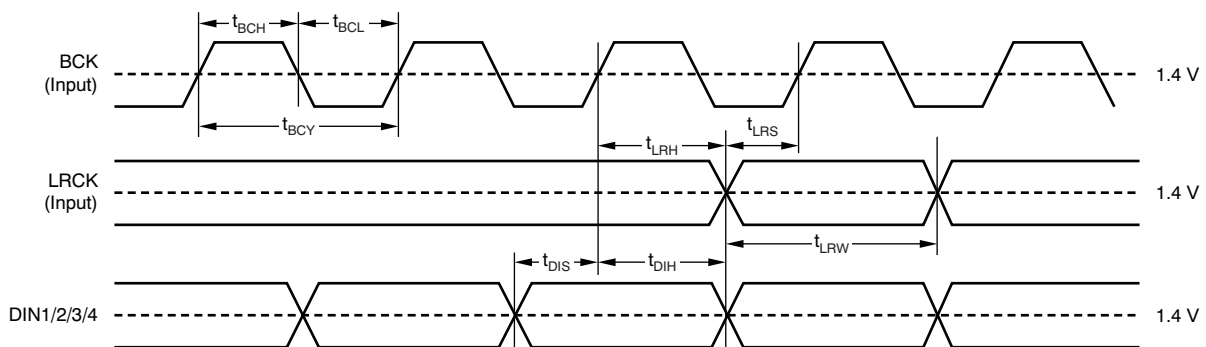 tBCH
tBCL
BCK
(Input)
1.4 V
tBCY
tLRS
tLRH
LRCK
(Input)
1.4 V
tLRW
tDIS
tDIH
DIN1/2/3/4
1.4 V